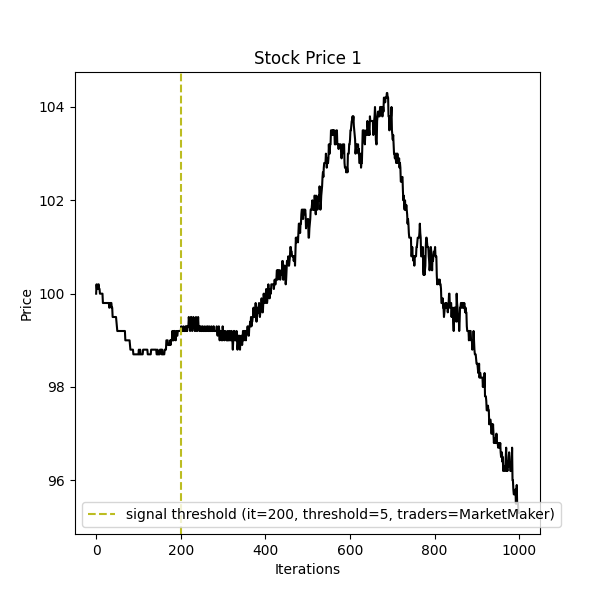 Stock Price 1
Price
104
102
100
98
96
signal threshold (it=200, threshold=5, traders=MarketMaker)
0 200 400 600 800 1000
Iterations